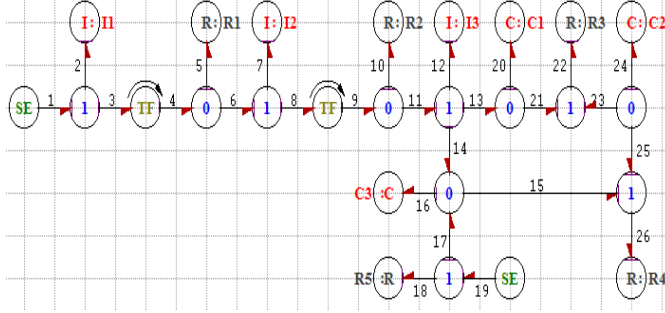 I: I1 R: R1 I: I2 R: R2 I: I3 C: C1 R: R3 C: C2
2 5 7 10 12 20 22 24
SE 1 1 3 TF 4 0 6 1 8 TF 9 0 11 1 13 0 21 1 23 0
14 25
C3 :C 16 0 15 1
17 26
R5 :R 18 1 19 SE R: R4